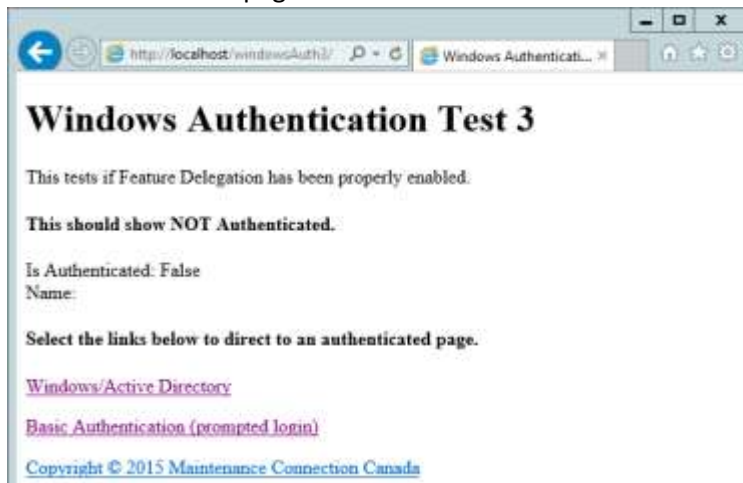 http://localhost/windowsAuth3/
Windows Authenticati...
Windows Authentication Test 3
This tests if Feature Delegation has been properly enabled.
This should show NOT Authenticated.
Is Authenticated: False
Name:
Select the links below to direct to an authenticated page.
Windows/Active Directory
Basic Authentication (prompted login)
Copyright © 2015 Maintenance Connection Canada